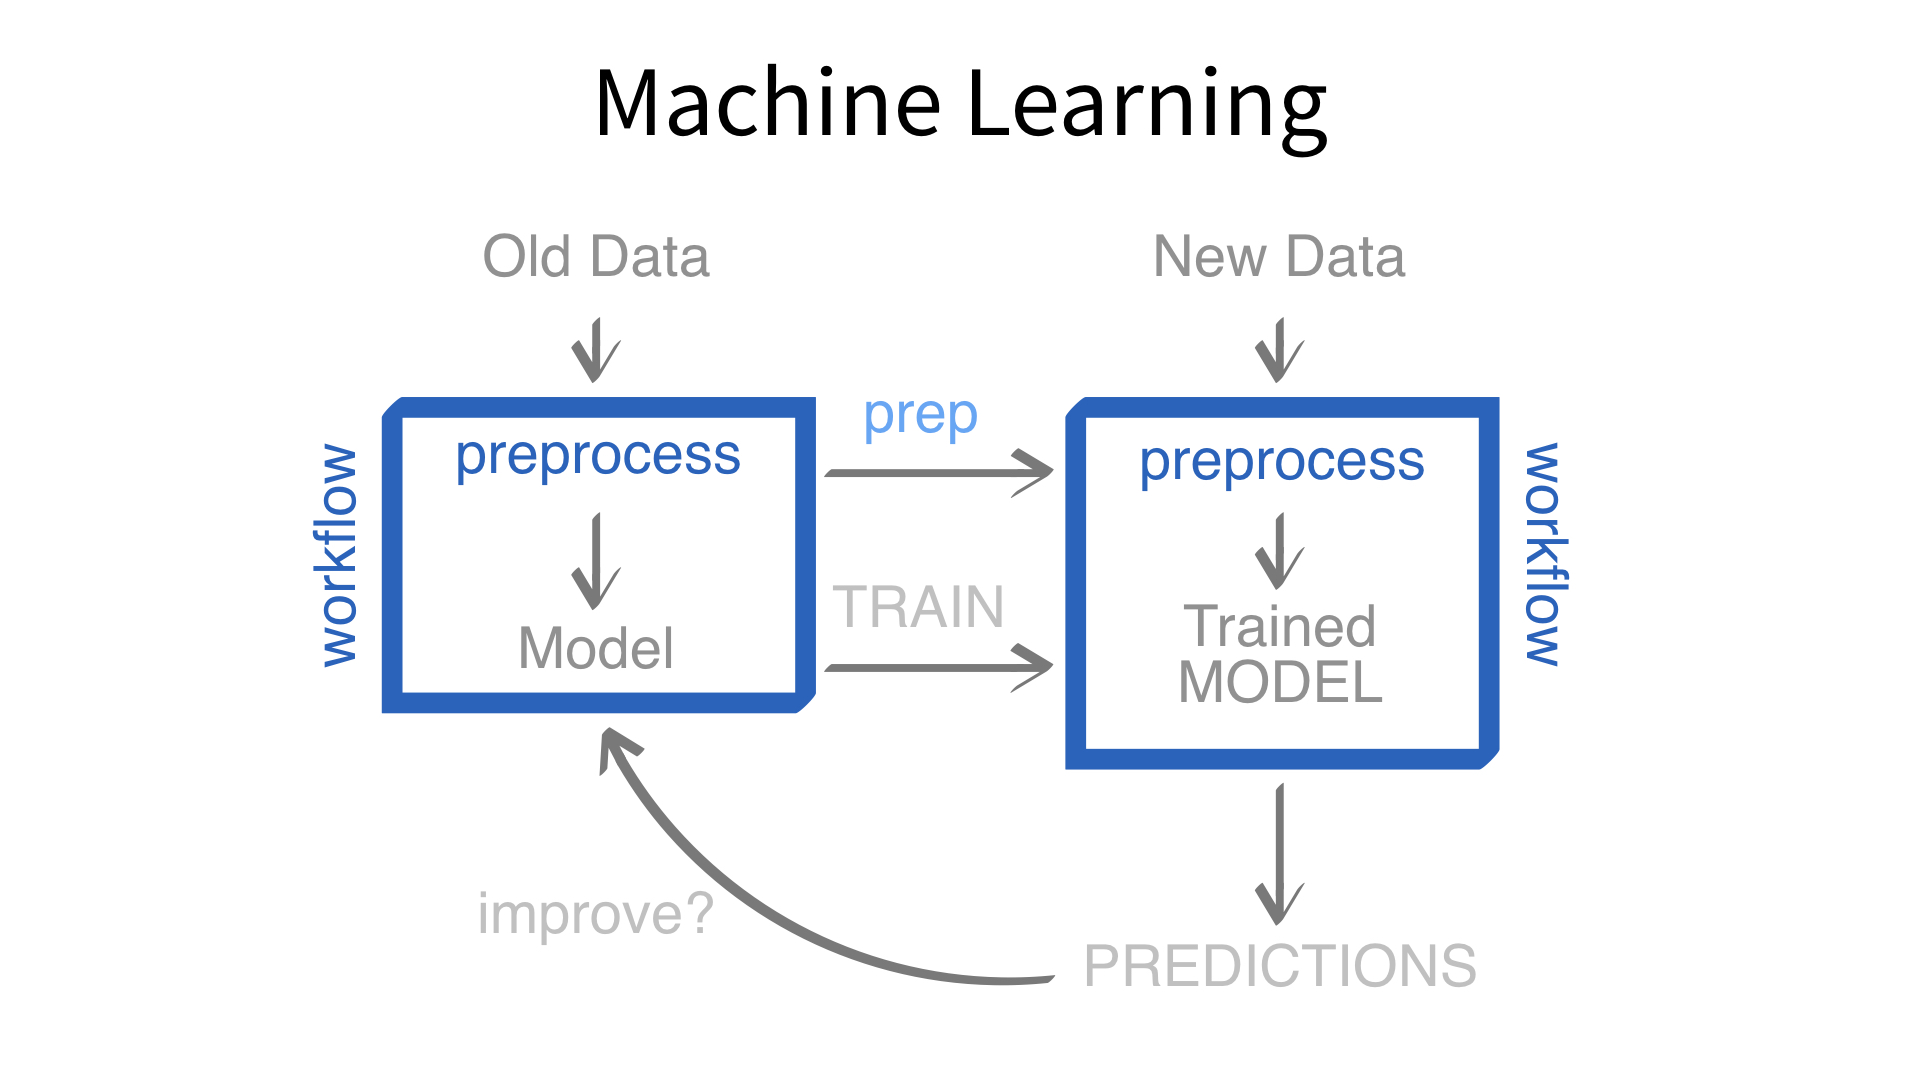 Machine Learning
Old Data
New Data
workflow
preprocess
prep
preprocess
workflow
TRAIN
Model
Trained
MODEL
improve?
PREDICTIONS